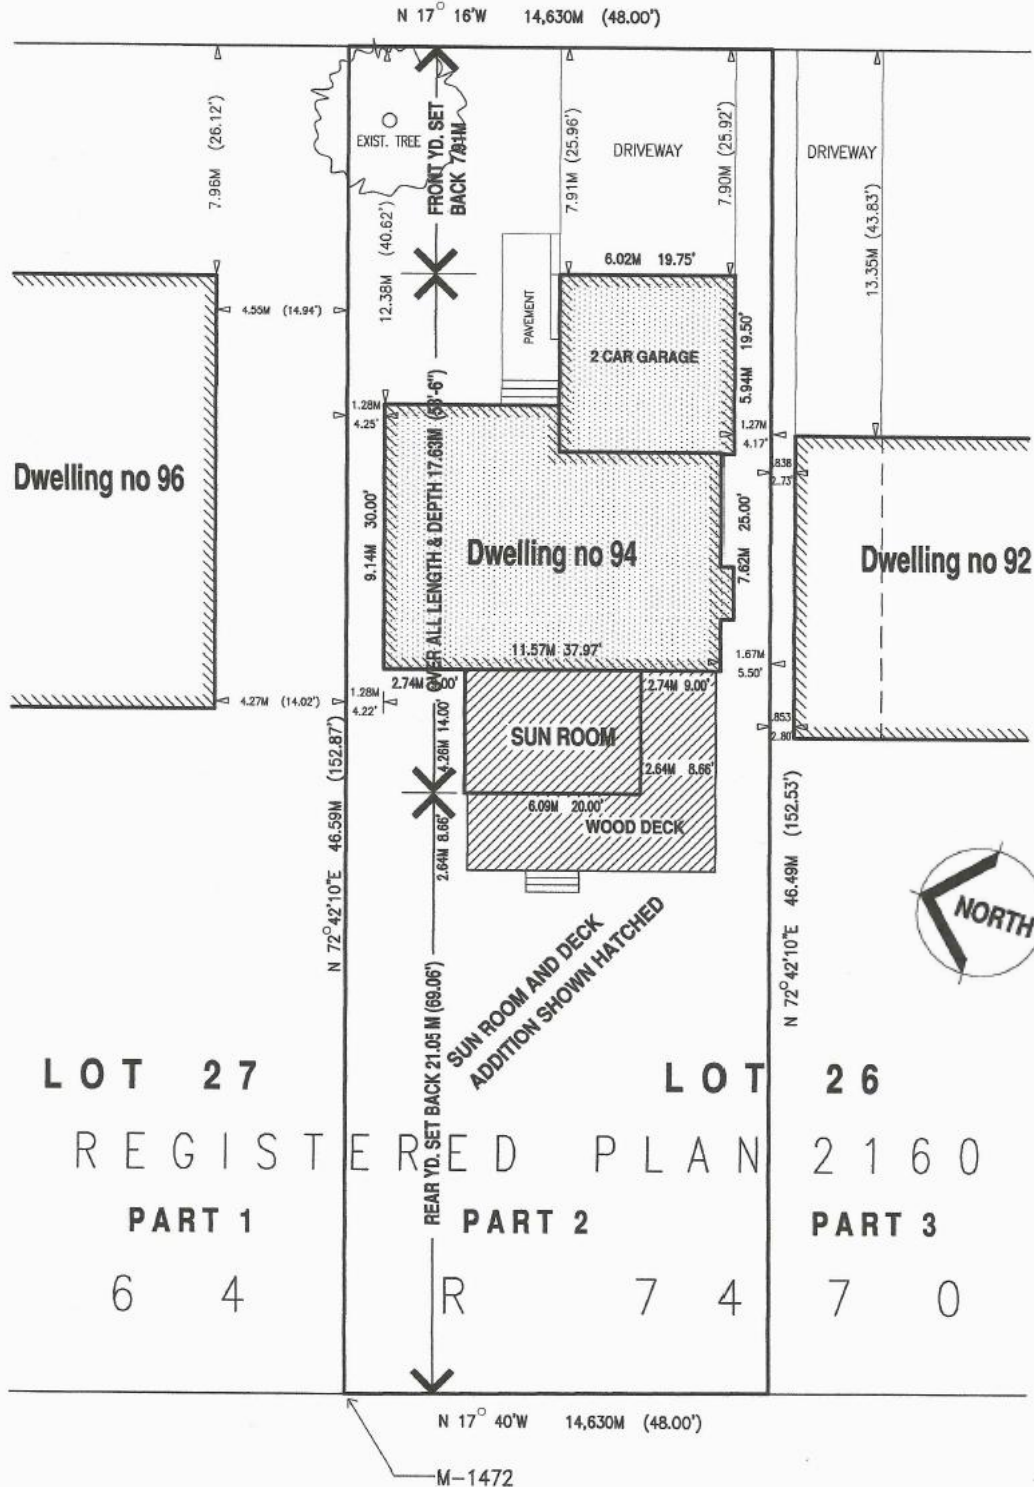 N 17° 16'W 14,630M (48.00')
7.96M (26.12')
EXIST. TREE
FRONT YD. SET
BACK 7.91M
12.38M (40.62')
7.91M (25.96')
DRIVEWAY
7.90M (25.92')
DRIVEWAY
13.35M (43.83')
6.02M 19.75'
4.55M (14.94')
PAVEMENT
2 CAR GARAGE
5.94M 19.50'
1.28M
4.25'
1.27M
4.17'
.838
2.73'
Dwelling no 96
9.14M 30.00'
OVER ALL LENGTH & DEPTH 17.63M
Dwelling no 94
7.62M 25.00'
Dwelling no 92
11.57M 37.97'
1.67M
5.50'
4.27M (14.02')
1.28M
4.22'
2.74M
2.74M 9.00'
.853
2.80'
4.26M 14.00'
SUN ROOM
2.64M 8.66'
6.09M 20.00'
WOOD DECK
2.64M 8.66'
N 72°42'10"E 46.59M (152.87')
N 72°42'10"E 46.49M (152.53')
NORTH
SUN ROOM AND DECK
ADDITION SHOWN HATCHED
REAR YD. SET BACK 21.05 M (69.06')
LOT 27 LOT 26
REGISTERED PLAN 2160
PART 1 PART 2 PART 3
64 R 7470
N 17° 40'W 14,630M (48.00')
M-1472